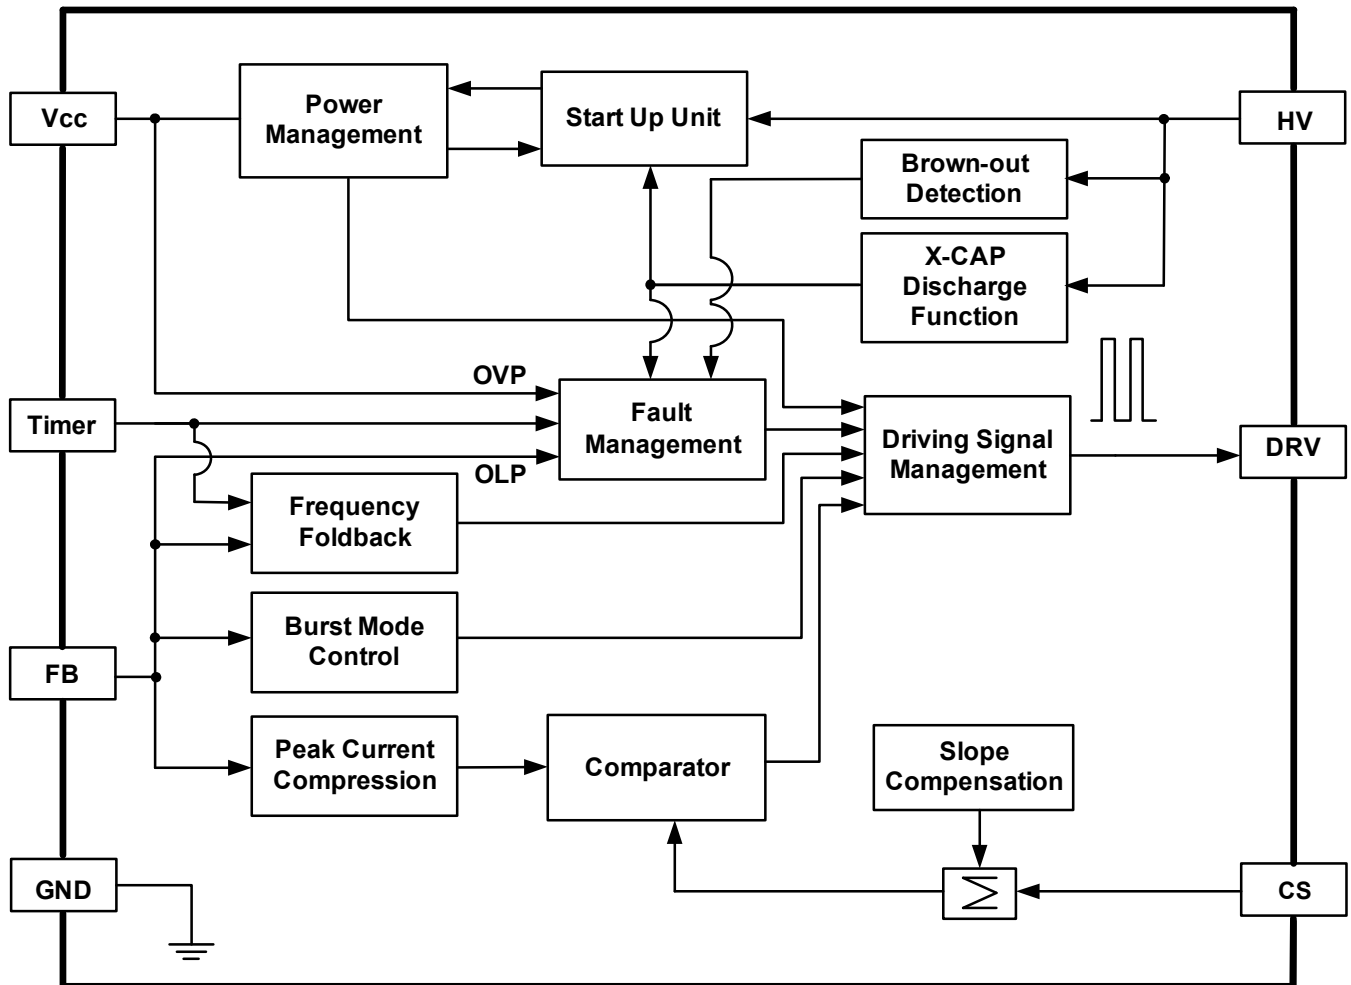 Vcc
Power
Management
Start Up Unit
HV
Brown-out
Detection
X-CAP
Discharge
Function
OVP
Timer
Fault
Management
Driving Signal
Management
DRV
OLP
Frequency
Foldback
Burst Mode
Control
FB
Peak Current
Compression
Comparator
Slope
Compensation
GND
Σ
CS